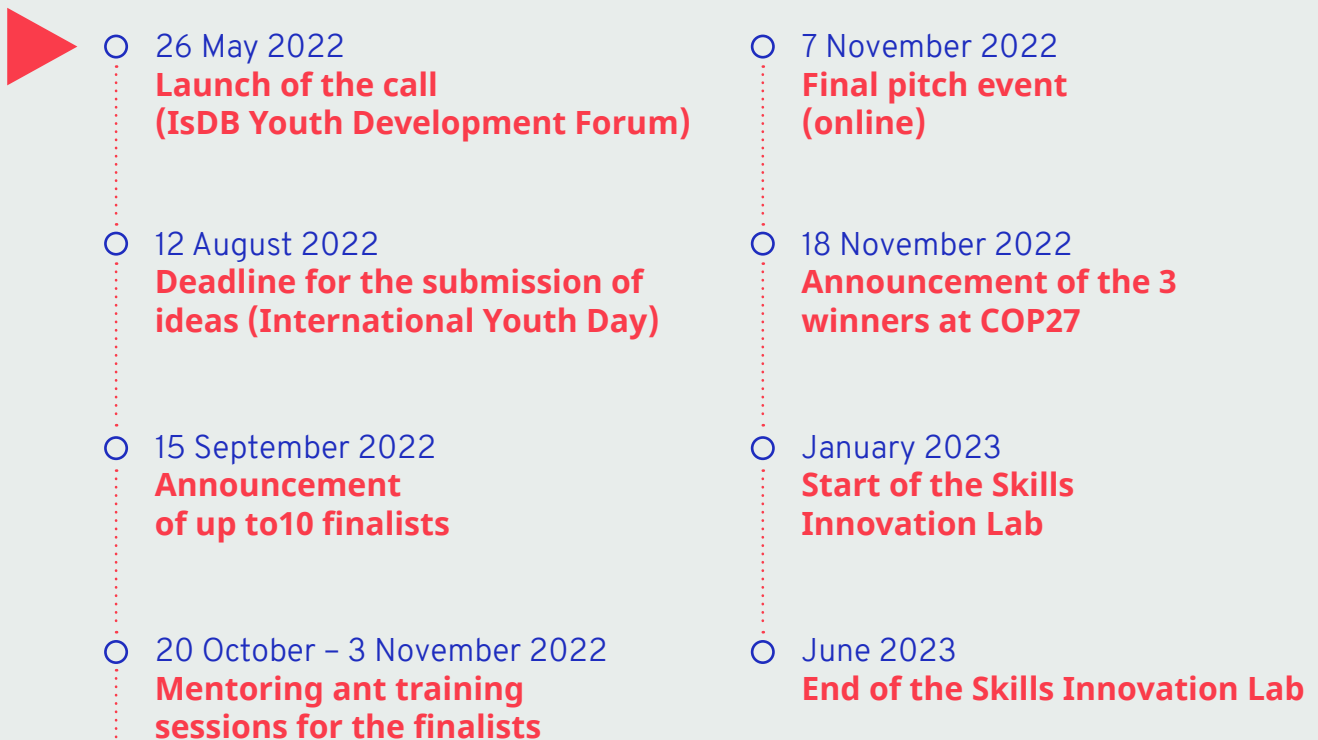 26 May 2022
Launch of the call
(IsDB Youth Development Forum)
12 August 2022
Deadline for the submission of
ideas (International Youth Day)
15 September 2022
Announcement
of up to10 finalists
20 October – 3 November 2022
Mentoring ant training
sessions for the finalists
7 November 2022
Final pitch event
(online)
18 November 2022
Announcement of the 3
winners at COP27
January 2023
Start of the Skills
Innovation Lab
June 2023
End of the Skills Innovation Lab